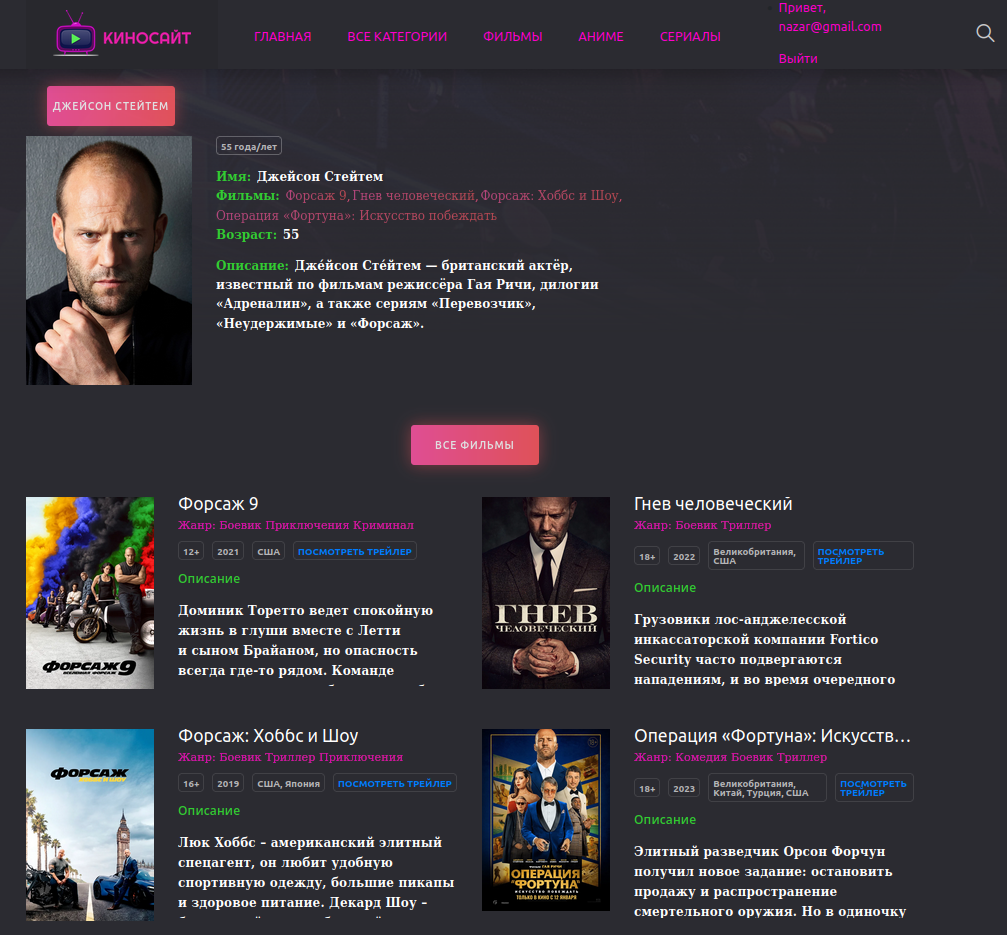 КИНОСАЙТ
ГЛАВНАЯ
ВСЕ КАТЕГОРИИ
ФИЛЬМЫ
АНИМЕ
СЕРИАЛЫ
Привет,
nazar@gmail.com
Выйти
ДЖЕЙСОН СТЕЙТЕМ
55 года/лет
Имя: Джейсон Стейтем
Фильмы: Форсаж 9, Гнев человеческий, Форсаж: Хоббс и Шоу,
Операция «Фортуна»: Искусство побеждать
Возраст: 55
Описание: Дже́йсон Сте́йтем — британский актёр,
известный по фильмам режиссёра Гая Ричи, дилогии
«Адреналин», а также сериям «Перевозчик»,
«Неудержимые» и «Форсаж».
ВСЕ ФИЛЬМЫ
ФОРСАЖ 9
Форсаж 9
Жанр: Боевик Приключения Криминал
12+ 2021 США ПОСМОТРЕТЬ ТРЕЙЛЕР
Описание
Доминик Торетто ведет спокойную
жизнь в глуши вместе с Летти
и сыном Брайаном, но опасность
всегда где-то рядом. Команде
ГНЕВ
ЧЕЛОВЕЧЕСКИЙ
Гнев человеческий
Жанр: Боевик Триллер
18+ 2022 Великобритания,
США
ПОСМОТРЕТЬ
ТРЕЙЛЕР
Описание
Грузовики лос-анджелесской
инкассаторской компании Fortico
Security часто подвергаются
нападениям, и во время очередного
ФОРСАЖ
Форсаж: Хоббс и Шоу
Жанр: Боевик Триллер Приключения
16+ 2019 США, Япония ПОСМОТРЕТЬ ТРЕЙЛЕР
Описание
Люк Хоббс – американский элитный
спецагент, он любит удобную
спортивную одежду, большие пикапы
и здоровое питание. Декард Шоу –
ОПЕРАЦИЯ
"ФОРТУНА"
ИСКУССТВО ПОБЕЖДАТЬ
ТОЛЬКО В КИНО С 12 ЯНВАРЯ
Операция «Фортуна»: Искусств...
Жанр: Комедия Боевик Триллер
18+ 2023 Великобритания,
Китай, Турция, США
ПОСМОТРЕТЬ
ТРЕЙЛЕР
Описание
Элитный разведчик Орсон Форчун
получил новое задание: остановить
продажу и распространение
смертельного оружия. Но в одиночку